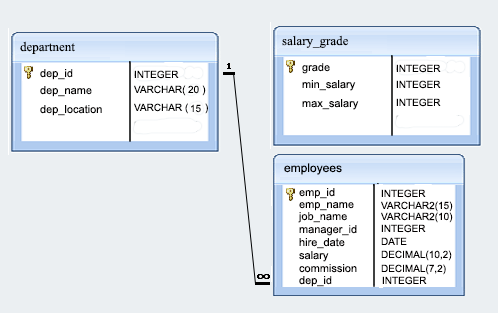 department
dep_id INTEGER
dep_name VARCHAR( 20 )
dep_location VARCHAR ( 15 )
1
∞
salary_grade
grade INTEGER
min_salary INTEGER
max_salary INTEGER
employees
emp_id INTEGER
emp_name VARCHAR2(15)
job_name VARCHAR2(10)
manager_id INTEGER
hire_date DATE
salary DECIMAL(10,2)
commission DECIMAL(7,2)
dep_id INTEGER